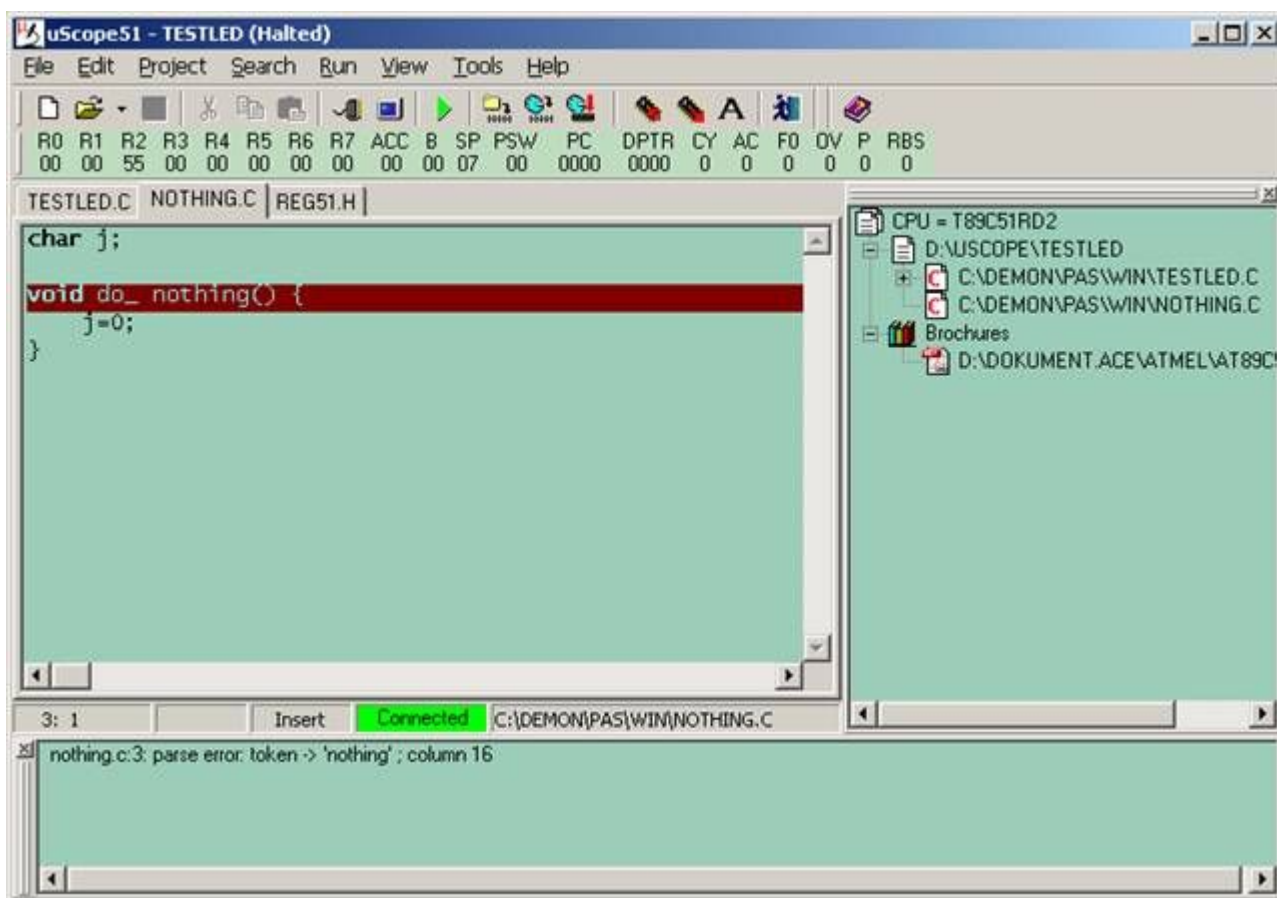 uScope51 - TESTLED (Halted)
File Edit Project Search Run View Tools Help
R0 R1 R2 R3 R4 R5 R6 R7 ACC B SP PSW PC DPTR CY AC F0 OV P RBS
00 00 55 00 00 00 00 00 00 00 07 00 0000 0000 0 0 0 0 0 0
TESTLED.C NOTHING.C REG51.H
char j;
void do_ nothing() {
j=0;
}
CPU = T89C51RD2
D:\USCOPE\TESTLED
C:\DEMON\PAS\WIN\TESTLED.C
C:\DEMON\PAS\WIN\NOTHING.C
Brochures
D:\DOKUMENT.ACE\ATMEL\AT89C5
3: 1 Insert Connected C:\DEMON\PAS\WIN\NOTHING.C
nothing.c:3: parse error: token -> 'nothing' ; column 16